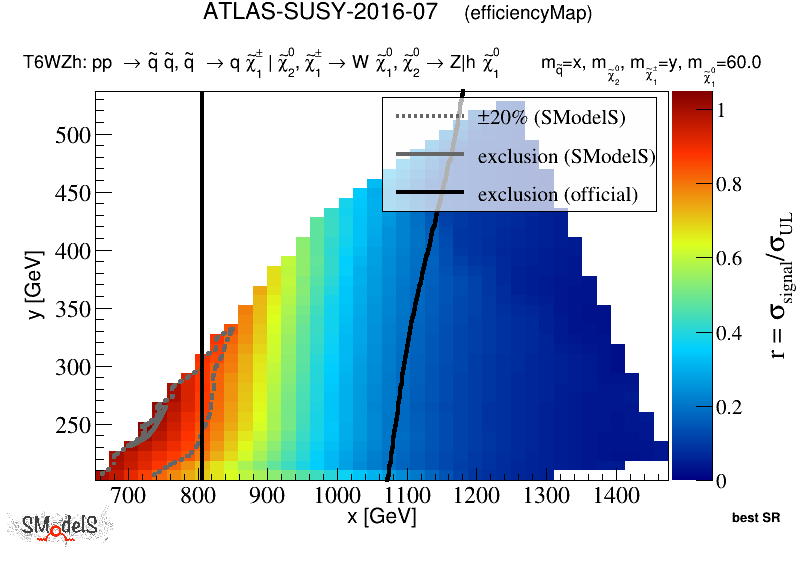 ATLAS-SUSY-2016-07 (efficiencyMap)
T6WZh: pp → q̃ q̃, q̃ → q χ̃₁± | χ̃₂⁰, χ̃₁± → W χ̃₁⁰, χ̃₂⁰ → Z|h χ̃₁⁰ m_q̃=x, m_χ̃₂⁰=y, m_χ̃₁±=y, m_χ̃₁⁰=60.0
±20% (SModelS)
exclusion (SModelS)
exclusion (official)
500
450
400
350
300
250
y [GeV]
700 800 900 1000 1100 1200 1300 1400
x [GeV]
1
0.8
0.6
0.4
0.2
0
r = σ_signal/σ_UL
SModelS
best SR